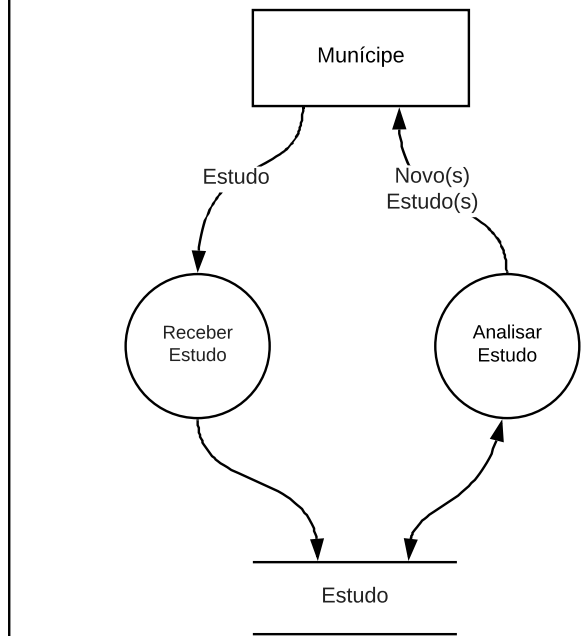 Munícipe
Estudo
Novo(s)
Estudo(s)
Receber
Estudo
Analisar
Estudo
Estudo